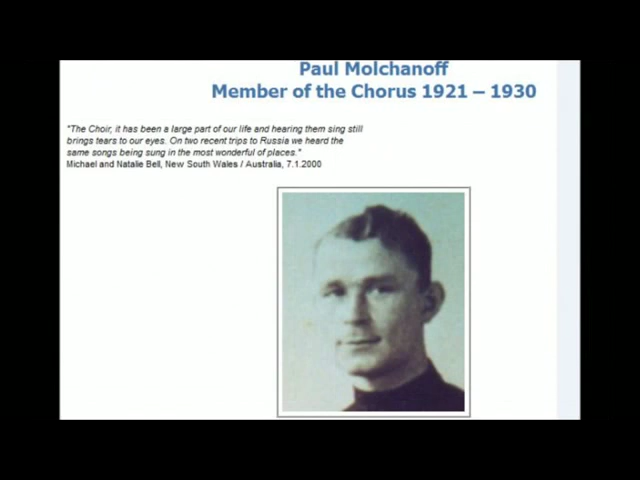 Paul Molchanoff
Member of the Chorus 1921 – 1930
"The Choir, it has been a large part of our life and hearing them sing still
brings tears to our eyes. On two recent trips to Russia we heard the
same songs being sung in the most wonderful of places."
Michael and Natalie Bell, New South Wales / Australia, 7.1.2000